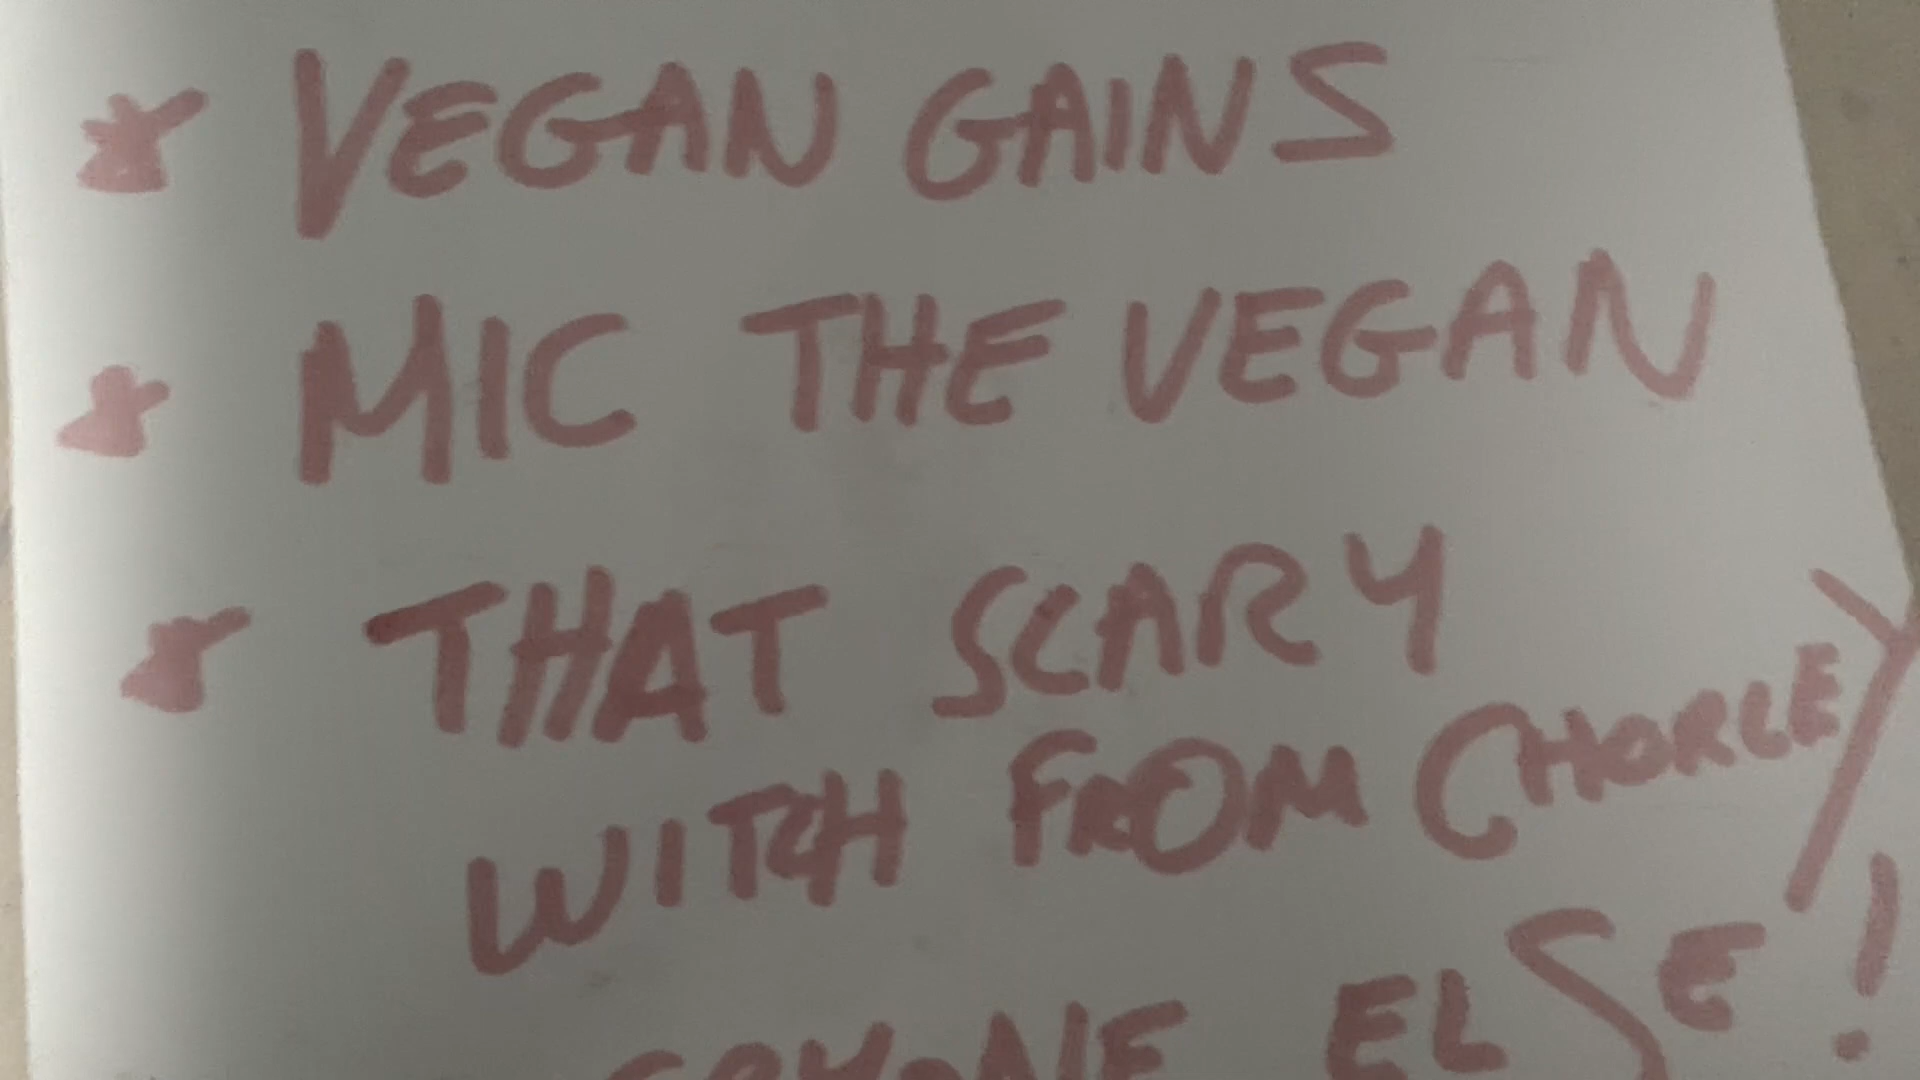 * VEGAN GAINS
* MIC THE VEGAN
* THAT SCARY
WITCH FROM CHORLEY
ELSE!